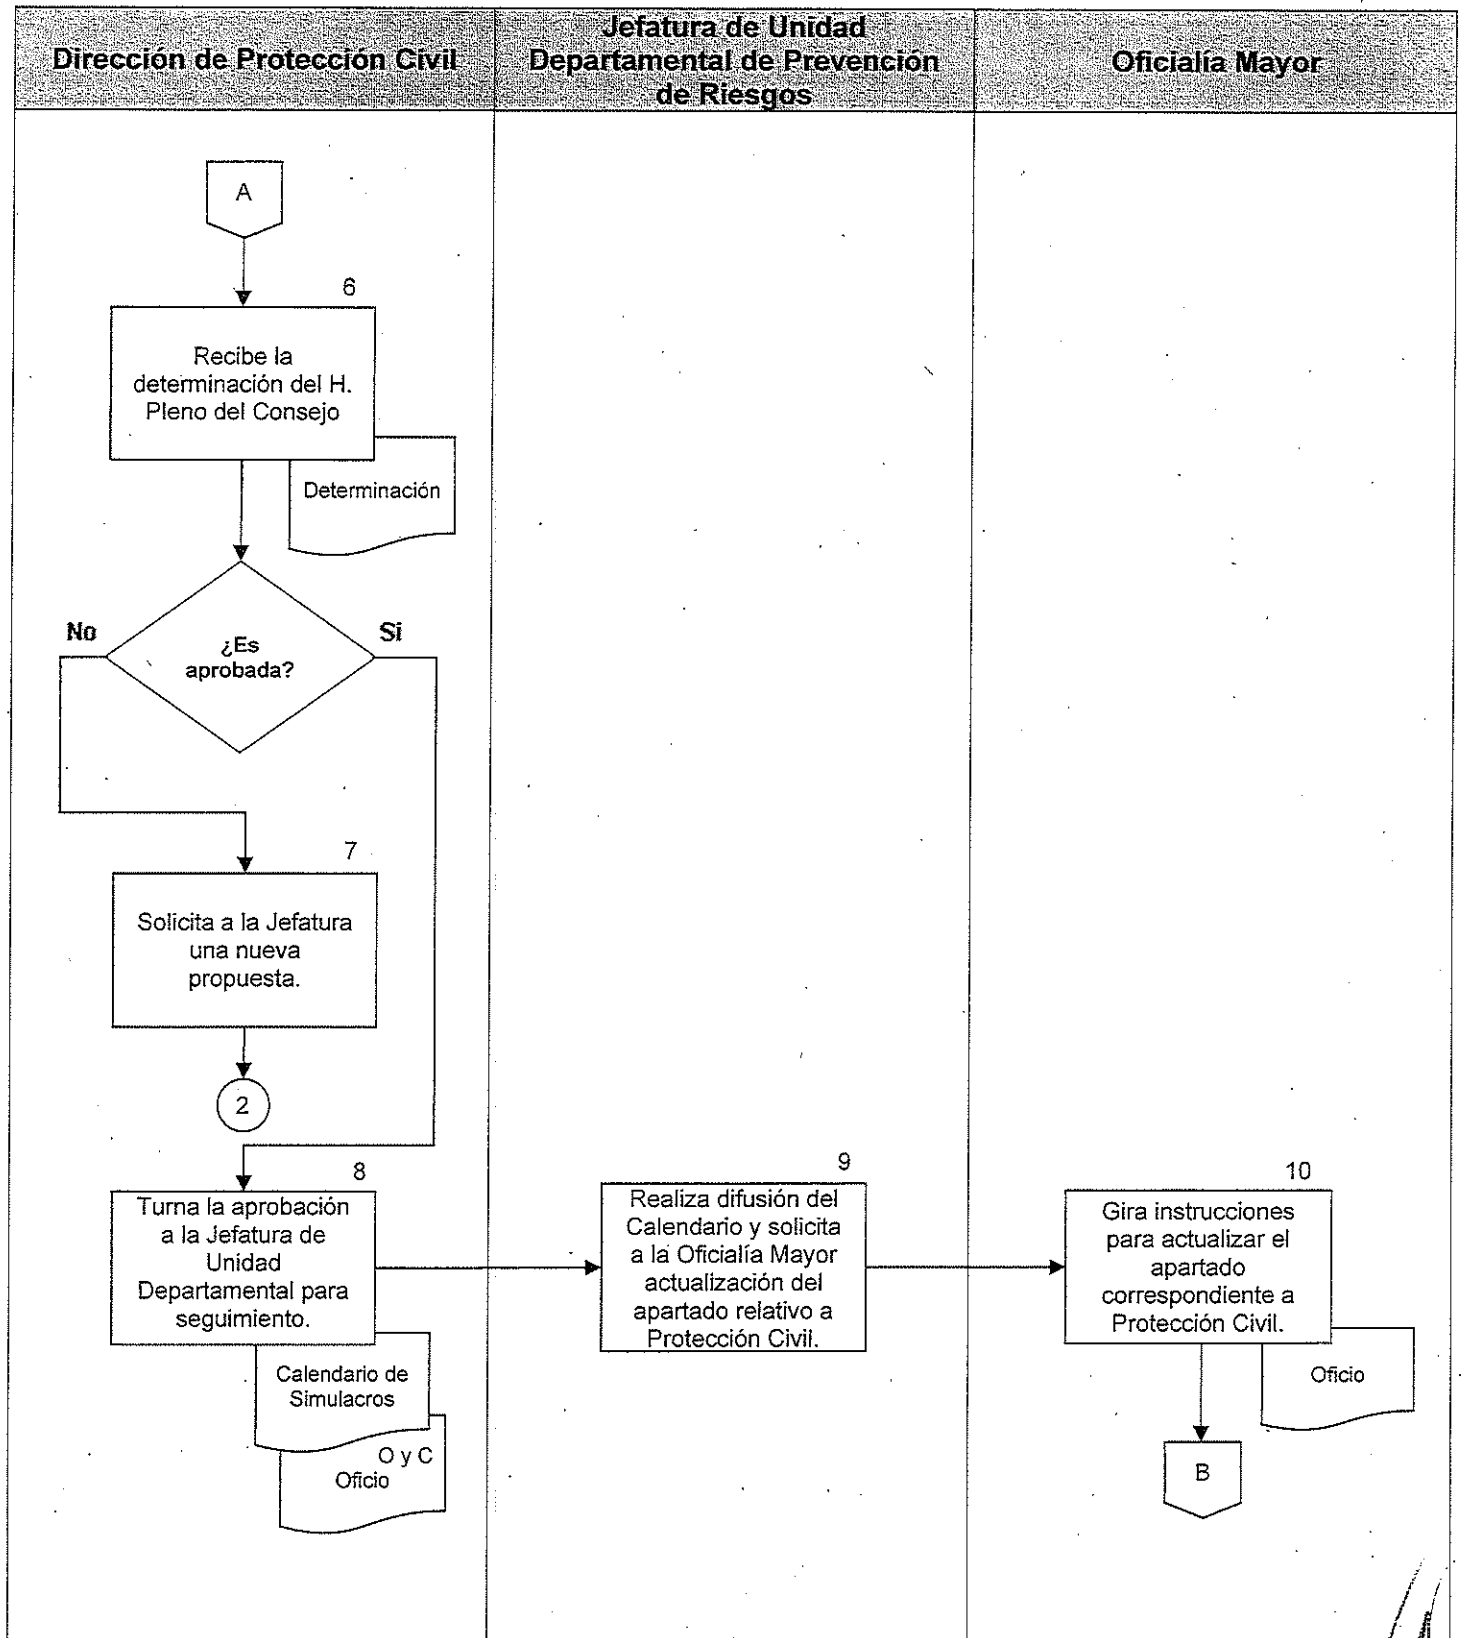 Dirección de Protección Civil
Jefatura de Unidad
Departamental de Prevención
de Riesgos
Oficialía Mayor
A
6
Recibe la
determinación del H.
Pleno del Consejo
Determinación
No
Si
¿Es
aprobada?
7
Solicita a la Jefatura
una nueva
propuesta.
2
8
Turna la aprobación
a la Jefatura de
Unidad
Departamental para
seguimiento.
Calendario de
Simulacros
O y C
Oficio
9
Realiza difusión del
Calendario y solicita
a la Oficialía Mayor
actualización del
apartado relativo a
Protección Civil.
10
Gira instrucciones
para actualizar el
apartado
correspondiente a
Protección Civil.
Oficio
B